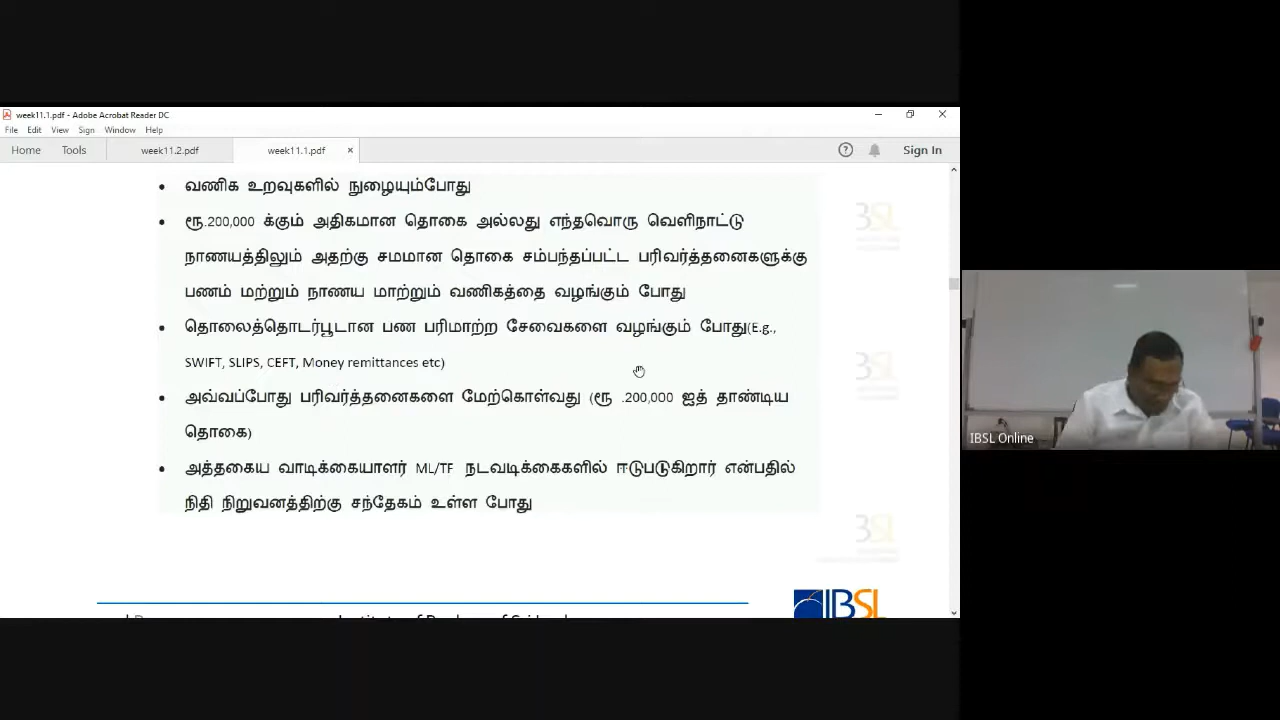 week11.1.pdf - Adobe Acrobat Reader DC
File Edit View Sign Window Help
Home Tools week11.2.pdf week11.1.pdf × ? Sign In
• வணிக உறவுகளில் நுழையும்போது
• ரூ.200,000 க்கும் அதிகமான தொகை அல்லது எந்தவொரு வெளிநாட்டு
நாணயத்திலும் அதற்கு சமமான தொகை சம்பந்தப்பட்ட பரிவர்த்தனைகளுக்கு
பணம் மற்றும் நாணய மாற்றும் வணிகத்தை வழங்கும் போது
• தொலைத்தொடர்பூடான பண பரிமாற்ற சேவைகளை வழங்கும் போது(E.g.,
SWIFT, SLIPS, CEFT, Money remittances etc)
• அவ்வப்போது பரிவர்த்தனைகளை மேற்கொள்வது (ரூ .200,000 ஐத் தாண்டிய
தொகை)
• அத்தகைய வாடிக்கையாளர் ML/TF நடவடிக்கைகளில் ஈடுபடுகிறார் என்பதில்
நிதி நிறுவனத்திற்கு சந்தேகம் உள்ள போது
IBSL
IBSL Online